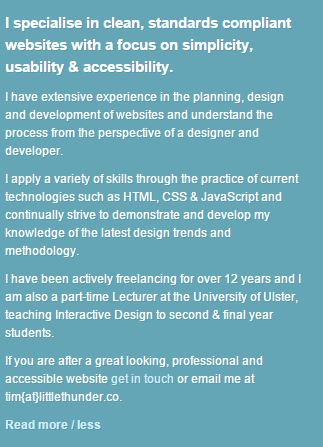 I specialise in clean, standards compliant
websites with a focus on simplicity,
usability & accessibility.
I have extensive experience in the planning, design
and development of websites and understand the
process from the perspective of a designer and
developer.
I apply a variety of skills through the practice of current
technologies such as HTML, CSS & JavaScript and
continually strive to demonstrate and develop my
knowledge of the latest design trends and
methodology.
I have been actively freelancing for over 12 years and I
am also a part-time Lecturer at the University of Ulster,
teaching Interactive Design to second & final year
students.
If you are after a great looking, professional and
accessible website get in touch or email me at
tim{at}littlethunder.co.
Read more / less